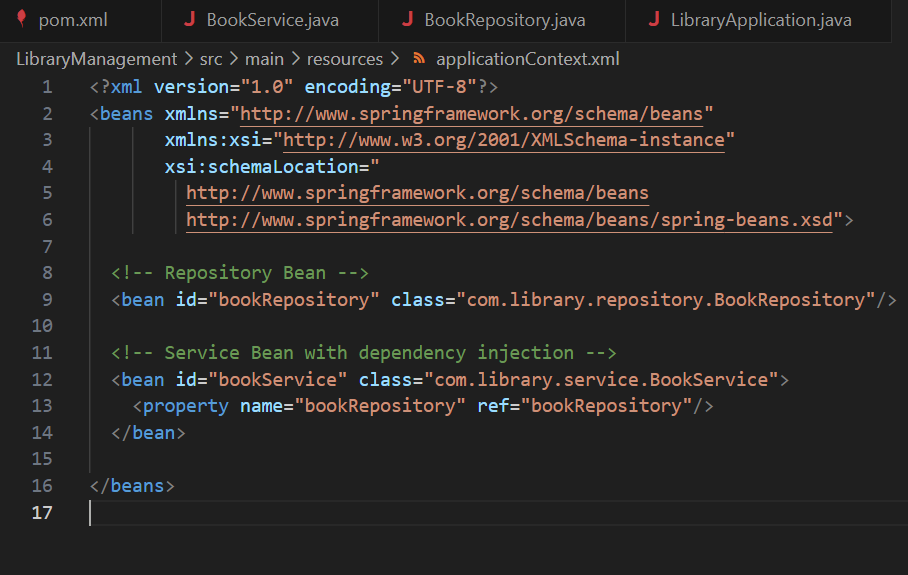 pom.xml BookService.java BookRepository.java LibraryApplication.java
LibraryManagement > src > main > resources > applicationContext.xml
1 <?xml version="1.0" encoding="UTF-8"?>
2 <beans xmlns="http://www.springframework.org/schema/beans"
3 xmlns:xsi="http://www.w3.org/2001/XMLSchema-instance"
4 xsi:schemaLocation="
5 http://www.springframework.org/schema/beans
6 http://www.springframework.org/schema/beans/spring-beans.xsd">
7
8 <!-- Repository Bean -->
9 <bean id="bookRepository" class="com.library.repository.BookRepository"/>
10
11 <!-- Service Bean with dependency injection -->
12 <bean id="bookService" class="com.library.service.BookService">
13 <property name="bookRepository" ref="bookRepository"/>
14 </bean>
15
16 </beans>
17